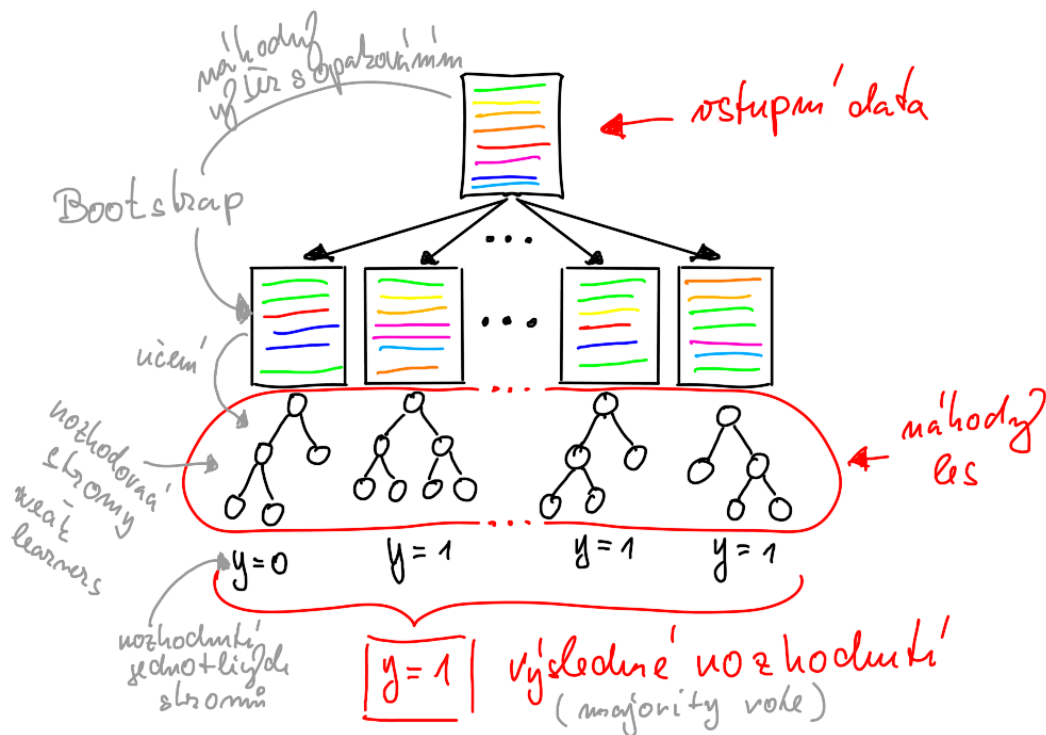 náhodný
výběr s opakováním
vstupní data
Bootstrap
...
...
učení
...
náhodný
les
rozhodovací
stromy
weak
learners
...
y=0
y=1
y=1
y=1
rozhodnutí
jednotlivých
stromů
y=1
výsledné rozhodnutí
(majority vote)